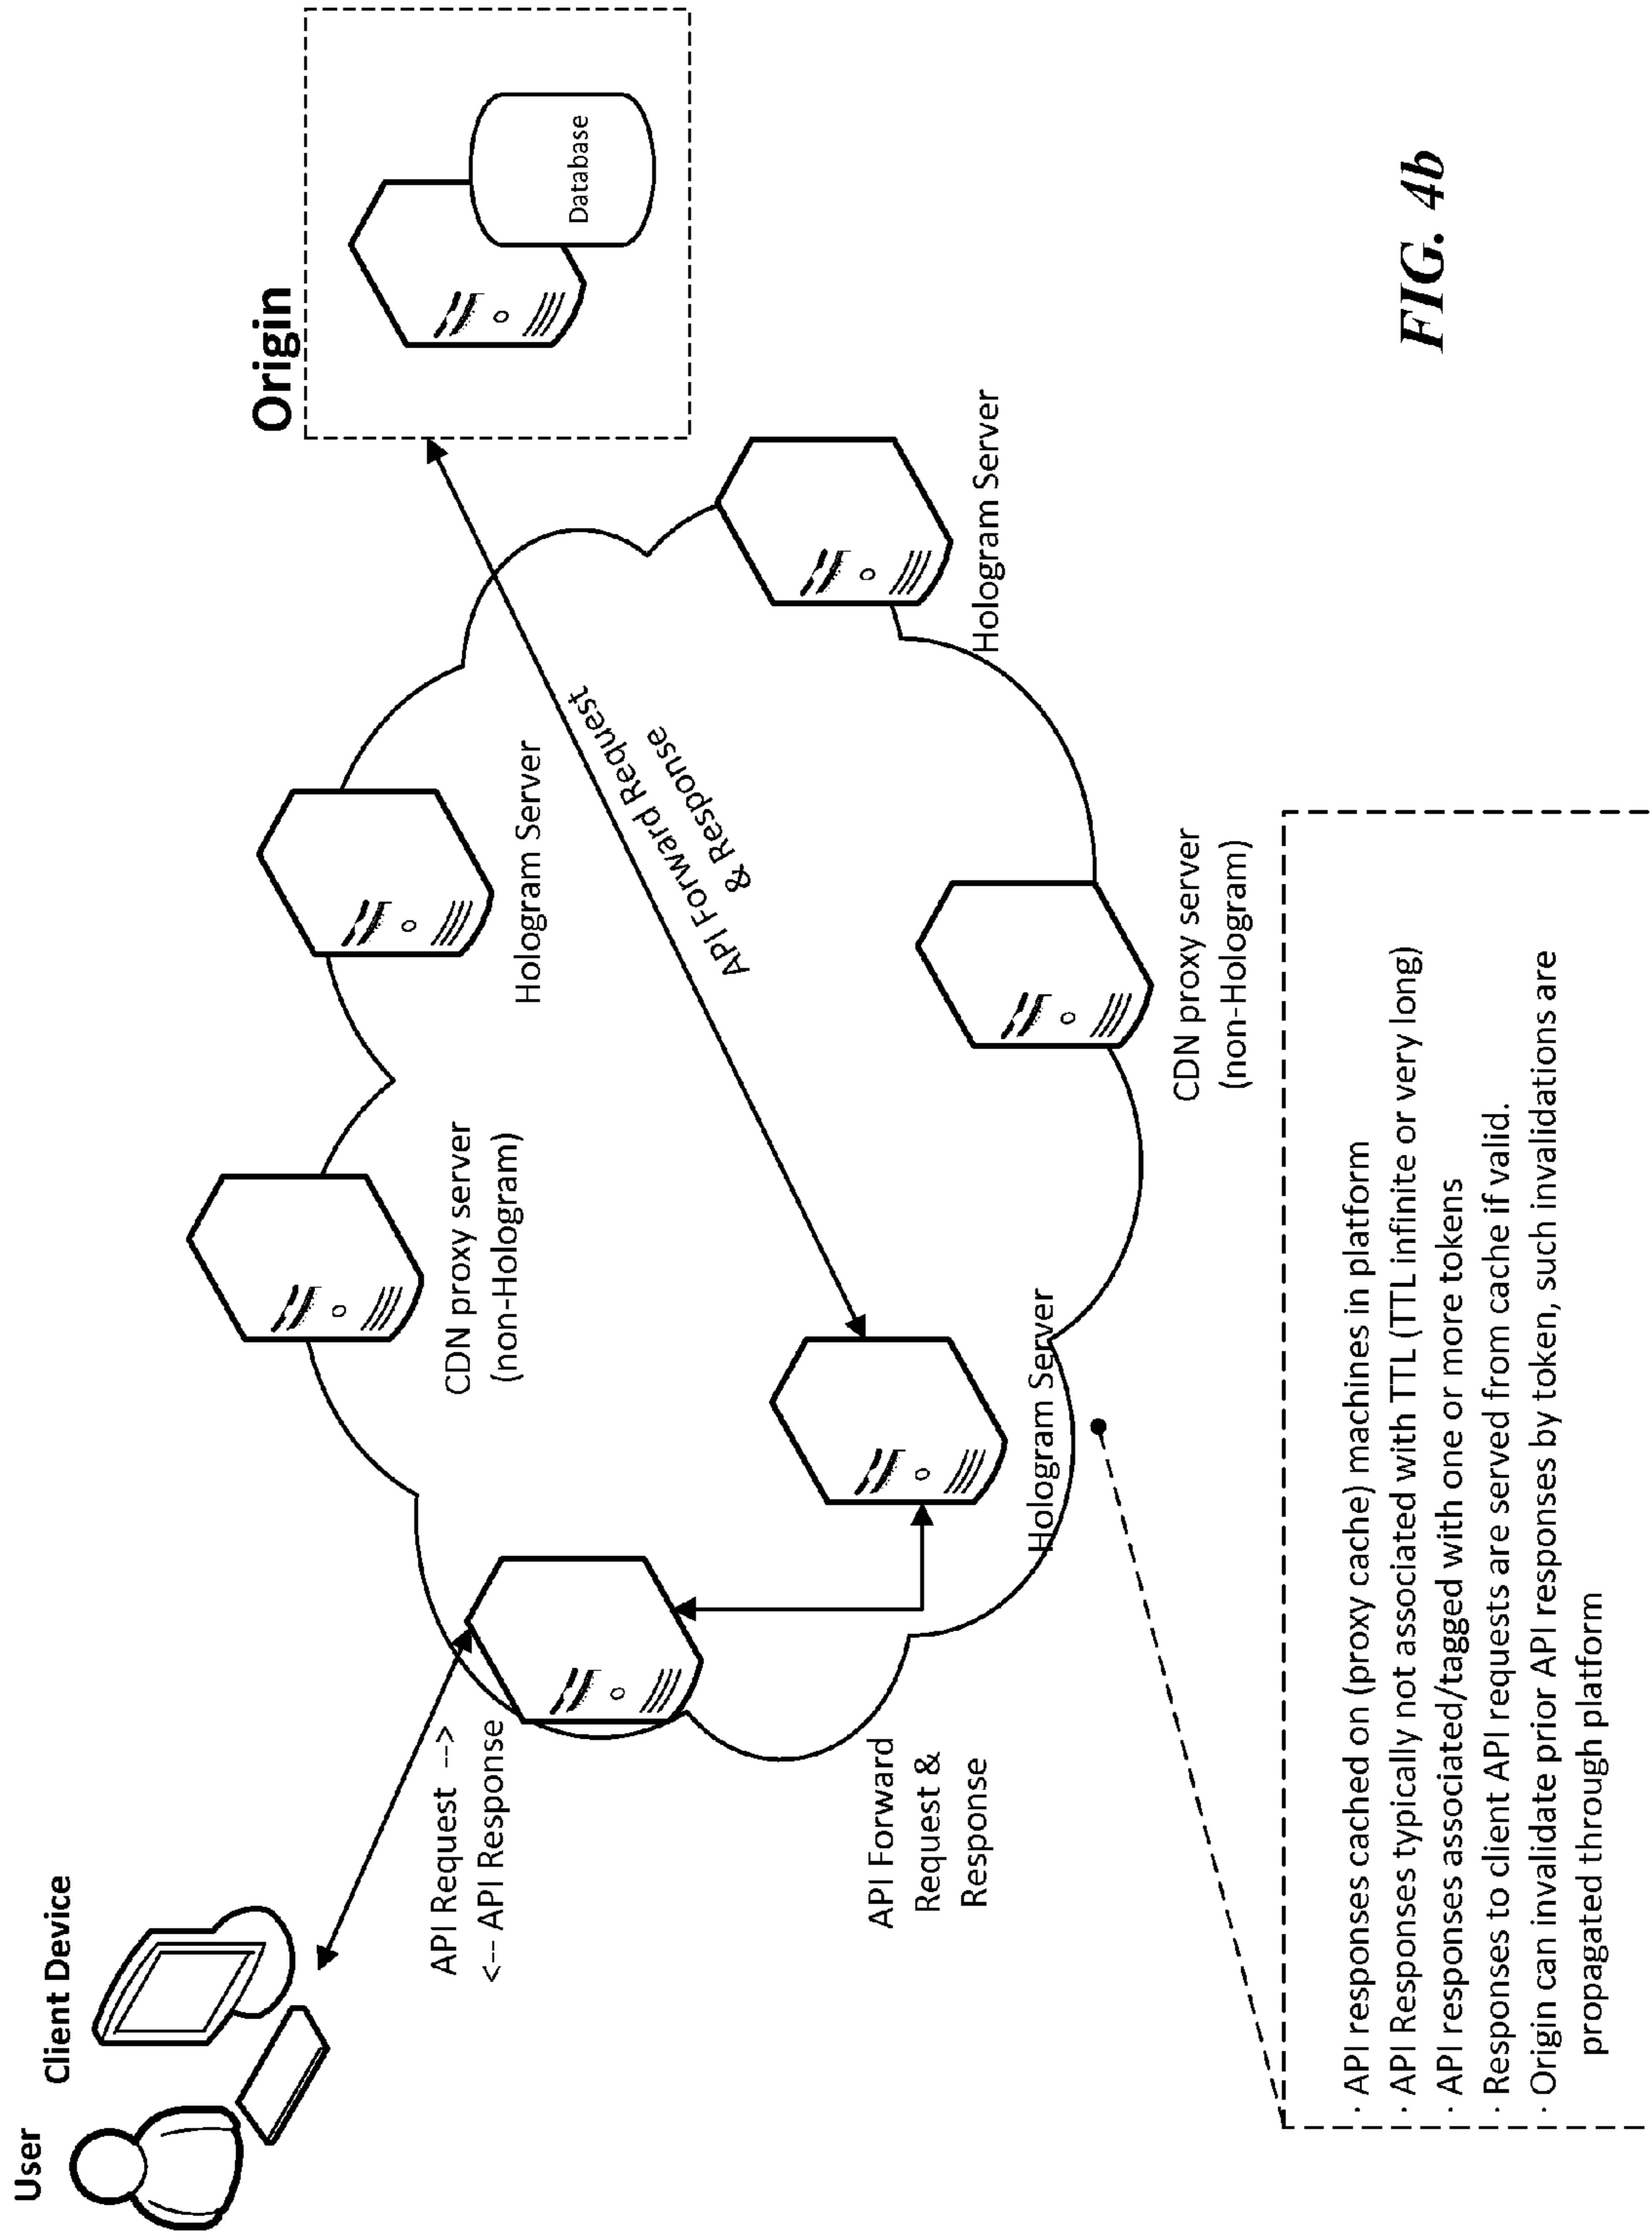 User
Client Device
Origin
Database
API Request -->
<-- API Response
CDN proxy server
(non-Hologram)
Hologram Server
API Forward Request
& Response
Hologram Server
API Forward
Request &
Response
Hologram Server
CDN proxy server
(non-Hologram)
· API responses cached on (proxy cache) machines in platform
· API Responses typically not associated with TTL (TTL infinite or very long)
· API responses associated/tagged with one or more tokens
· Responses to client API requests are served from cache if valid.
· Origin can invalidate prior API responses by token, such invalidations are
propagated through platform
FIG. 4b